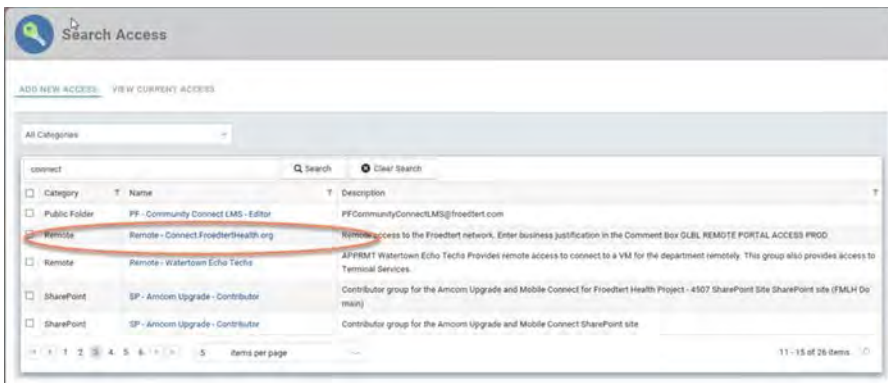 Search Access
ADD NEW ACCESS VIEW CURRENT ACCESS
All Categories
connect Search Clear Search
Category Name Description
Public Folder PF - Community Connect LMS - Editor PFCommunityConnectLMS@froedtert.com
Remote Remote - Connect.FroedtertHealth.org Remote access to the Froedtert network. Enter business justification in the Comment Box GLBL REMOTE PORTAL ACCESS PROD
Remote Remote - Watertown Echo Techs APPRMT Watertown Echo Techs Provides remote access to connect to a VM for the department remotely. This group also provides access to
Terminal Services.
SharePoint SP - Amcom Upgrade - Contributor Contributor group for the Amcom Upgrade and Mobile Connect for Froedtert Health Project - 4507 SharePoint Site SharePoint site (FMLH Do
main)
SharePoint SP - Amcom Upgrade - Contributor Contributor group for the Amcom Upgrade and Mobile Connect SharePoint site
1 2 3 4 5 6 5 items per page 11 - 15 of 26 items